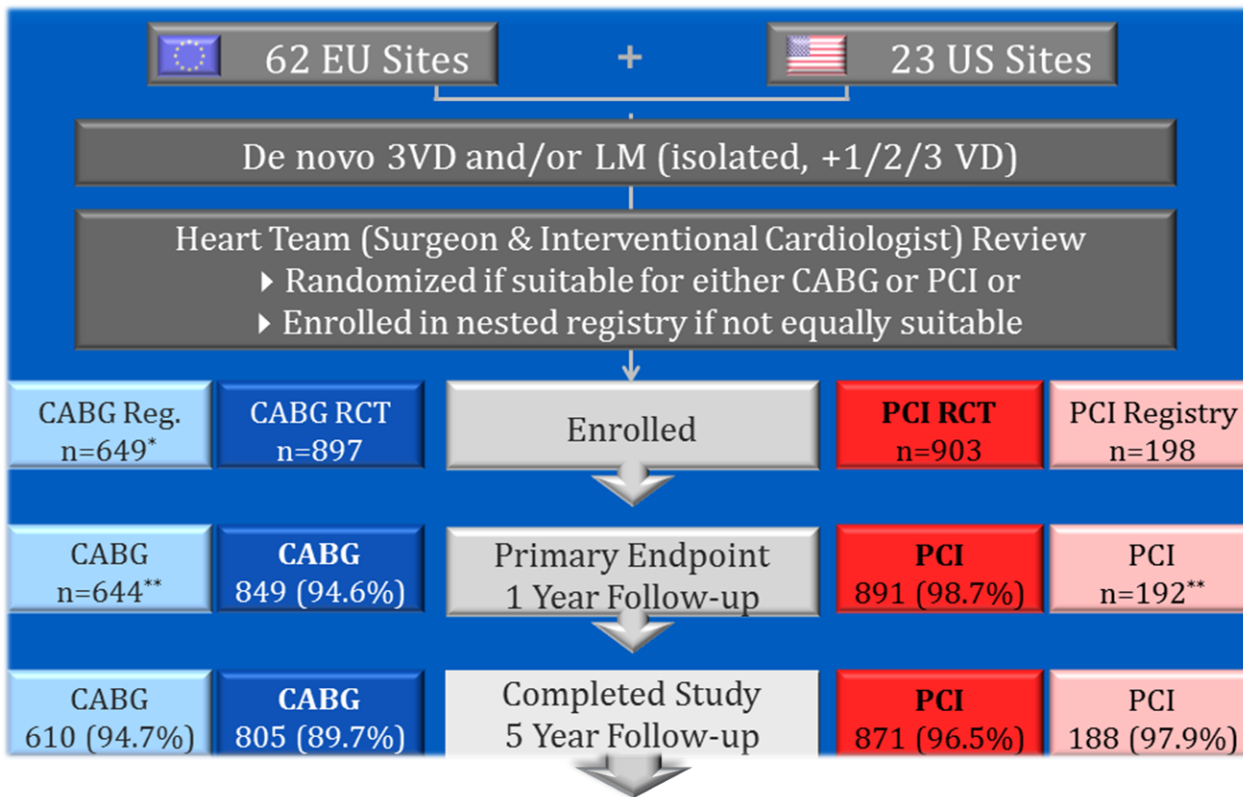 62 EU Sites + 23 US Sites
De novo 3VD and/or LM (isolated, +1/2/3 VD)
Heart Team (Surgeon & Interventional Cardiologist) Review
▸ Randomized if suitable for either CABG or PCI or
▸ Enrolled in nested registry if not equally suitable
CABG Reg.
n=649*
CABG RCT
n=897
Enrolled
PCI RCT
n=903
PCI Registry
n=198
CABG
n=644**
CABG
849 (94.6%)
Primary Endpoint
1 Year Follow-up
PCI
891 (98.7%)
PCI
n=192**
CABG
610 (94.7%)
CABG
805 (89.7%)
Completed Study
5 Year Follow-up
PCI
871 (96.5%)
PCI
188 (97.9%)